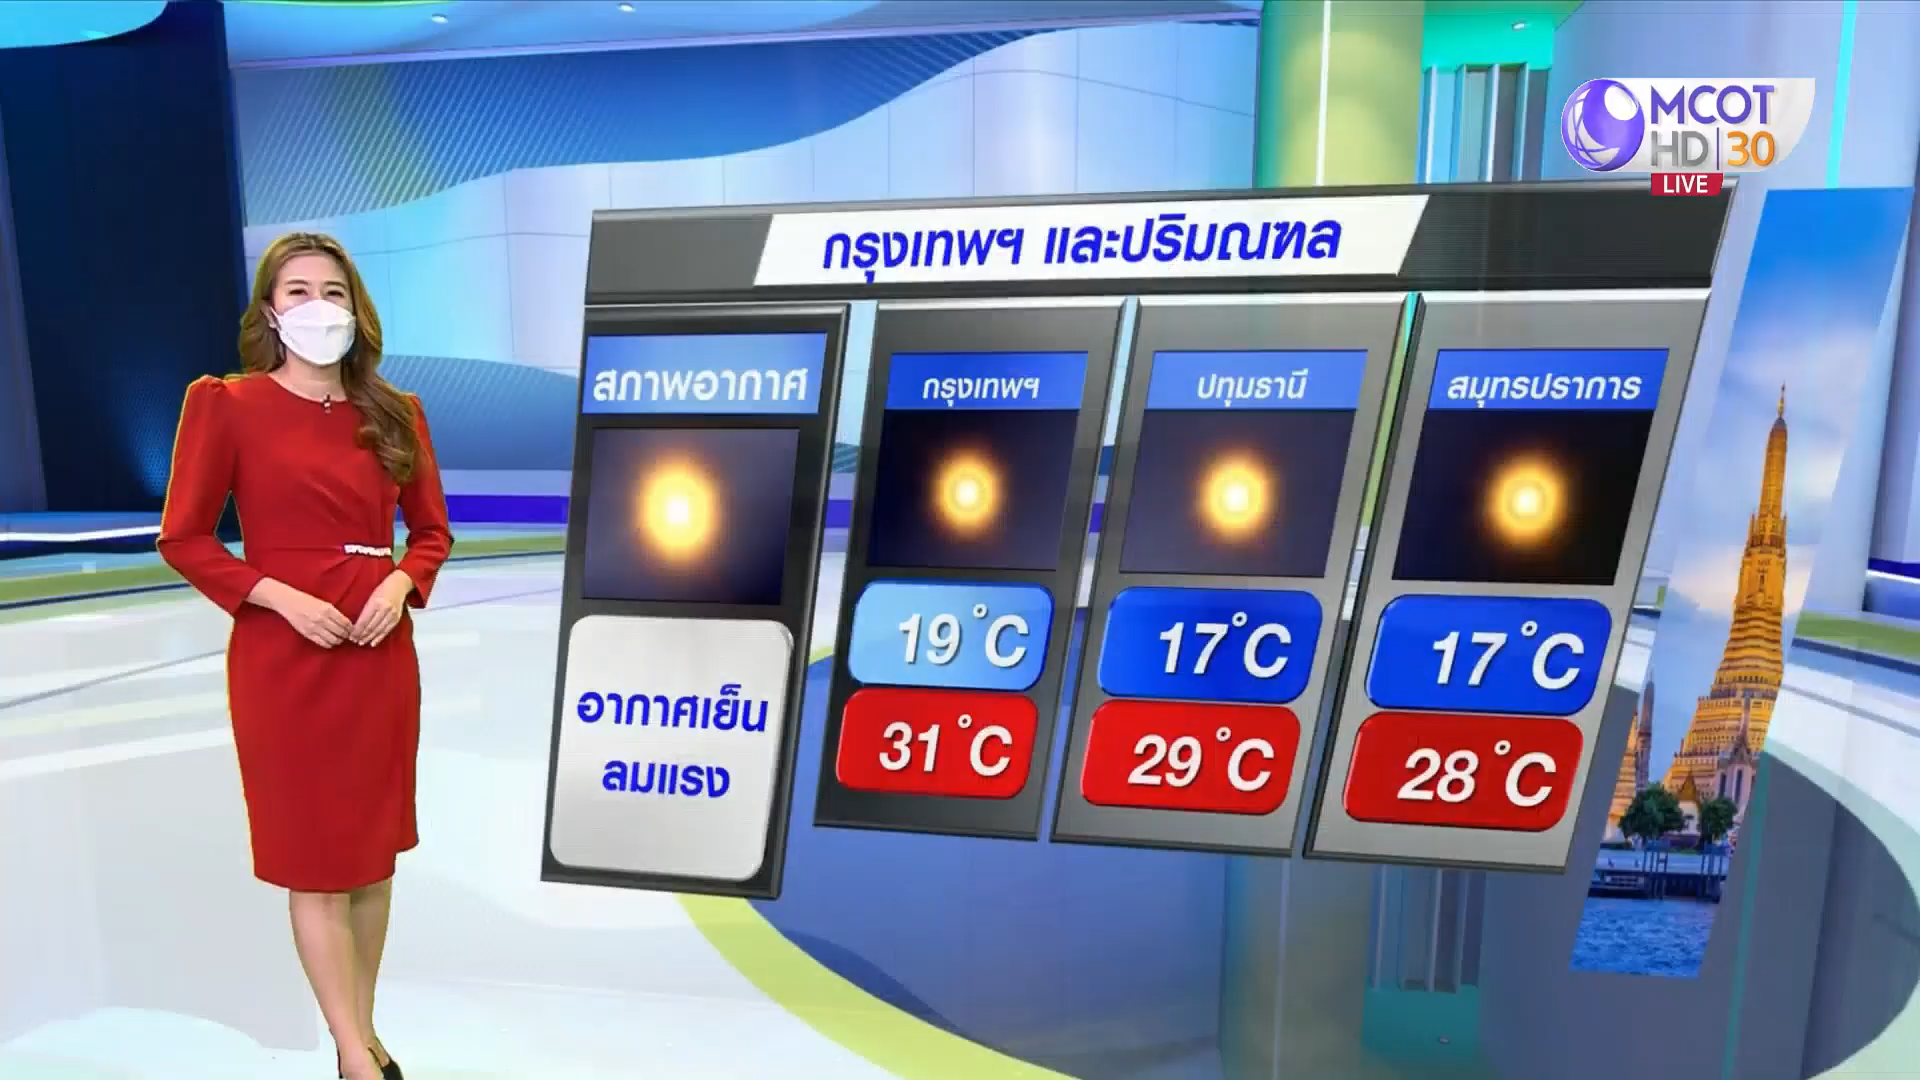 MCOT
HD 30
LIVE
กรุงเทพฯ และปริมณฑล
สภาพอากาศ
อากาศเย็น
ลมแรง
กรุงเทพฯ
19°C
31°C
ปทุมธานี
17°C
29°C
สมุทรปราการ
17°C
28°C